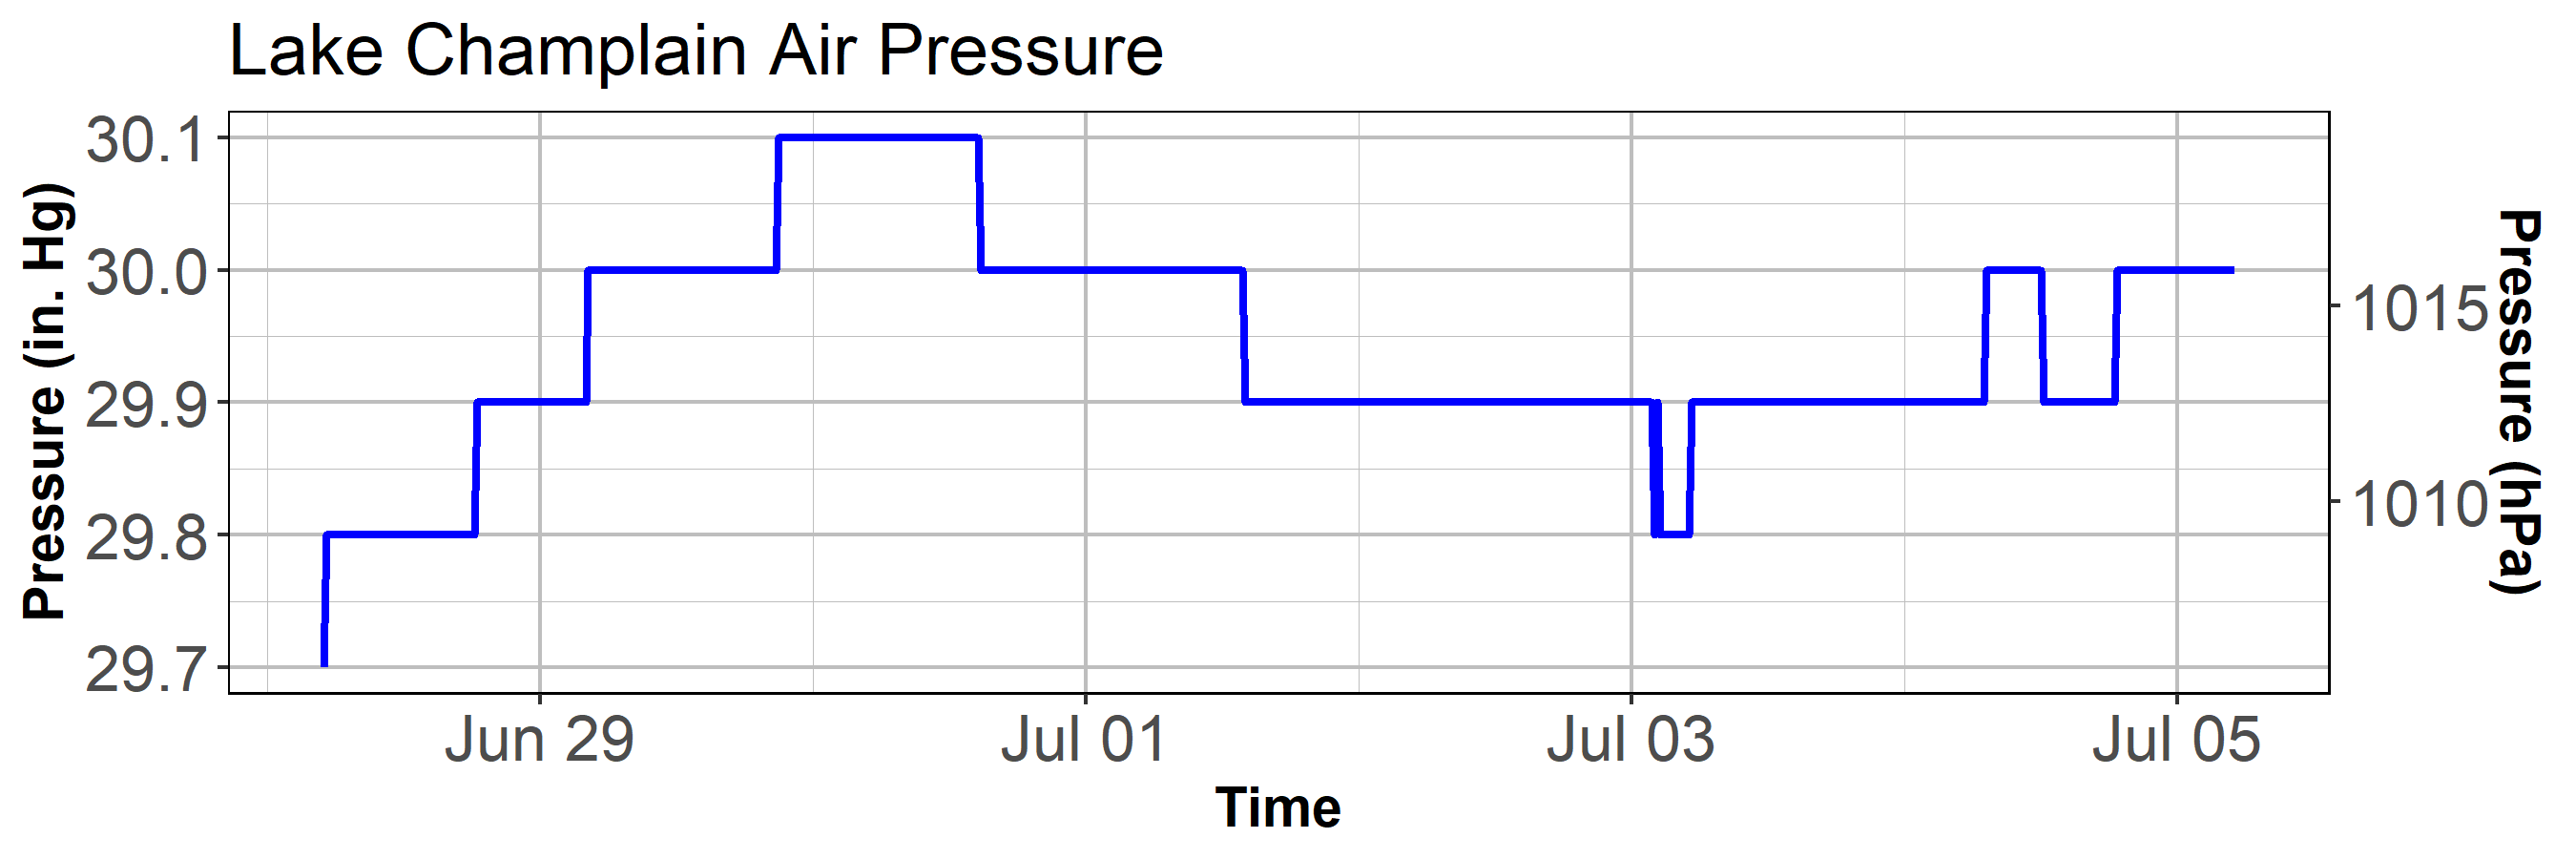 Lake Champlain Air Pressure
Pressure (in. Hg)
30.1
30.0
29.9
29.8
29.7
1015
1010
Pressure (hPa)
Jun 29
Jul 01
Jul 03
Jul 05
Time